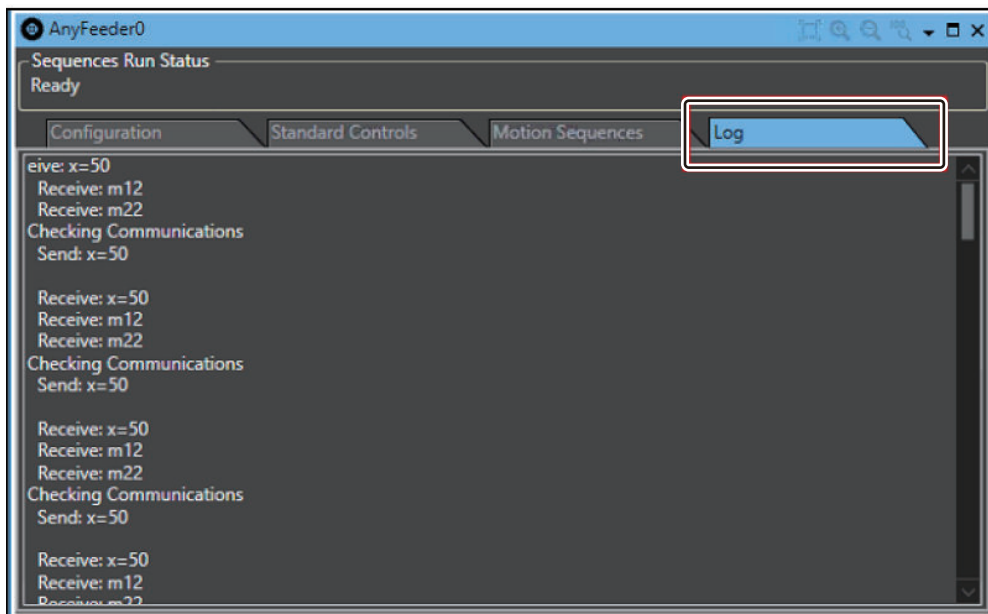 AnyFeeder0
Sequences Run Status
Ready
Configuration
Standard Controls
Motion Sequences
Log
eive: x=50
Receive: m12
Receive: m22
Checking Communications
Send: x=50
Receive: x=50
Receive: m12
Receive: m22
Checking Communications
Send: x=50
Receive: x=50
Receive: m12
Receive: m22
Checking Communications
Send: x=50
Receive: x=50
Receive: m12
Receive: m22